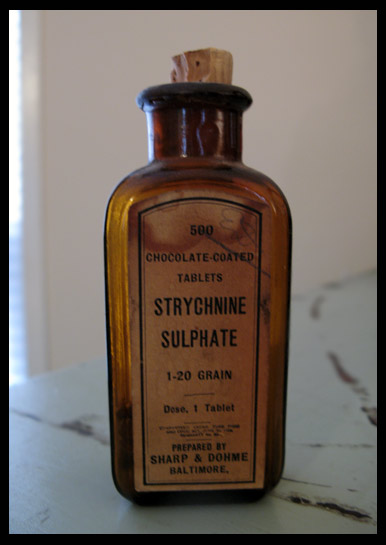 500
CHOCOLATE-COATED
TABLETS
STRYCHNINE
SULPHATE
1-20 GRAIN
Dose, 1 Tablet
PREPARED BY
SHARP & DOHME
BALTIMORE,